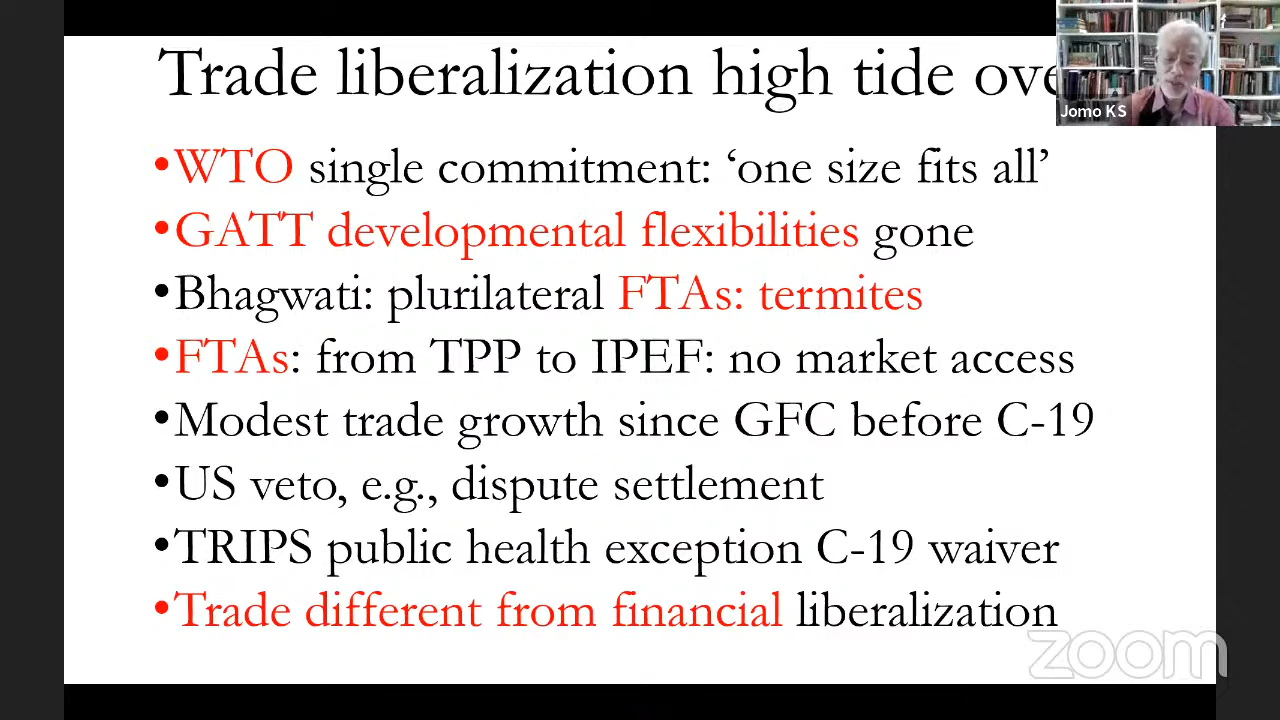 Trade liberalization high tide ove
Jomo KS
•WTO single commitment: ‘one size fits all’
•GATT developmental flexibilities gone
•Bhagwati: plurilateral FTAs: termites
•FTAs: from TPP to IPEF: no market access
•Modest trade growth since GFC before C-19
•US veto, e.g., dispute settlement
•TRIPS public health exception C-19 waiver
•Trade different from financial liberalization
zoom